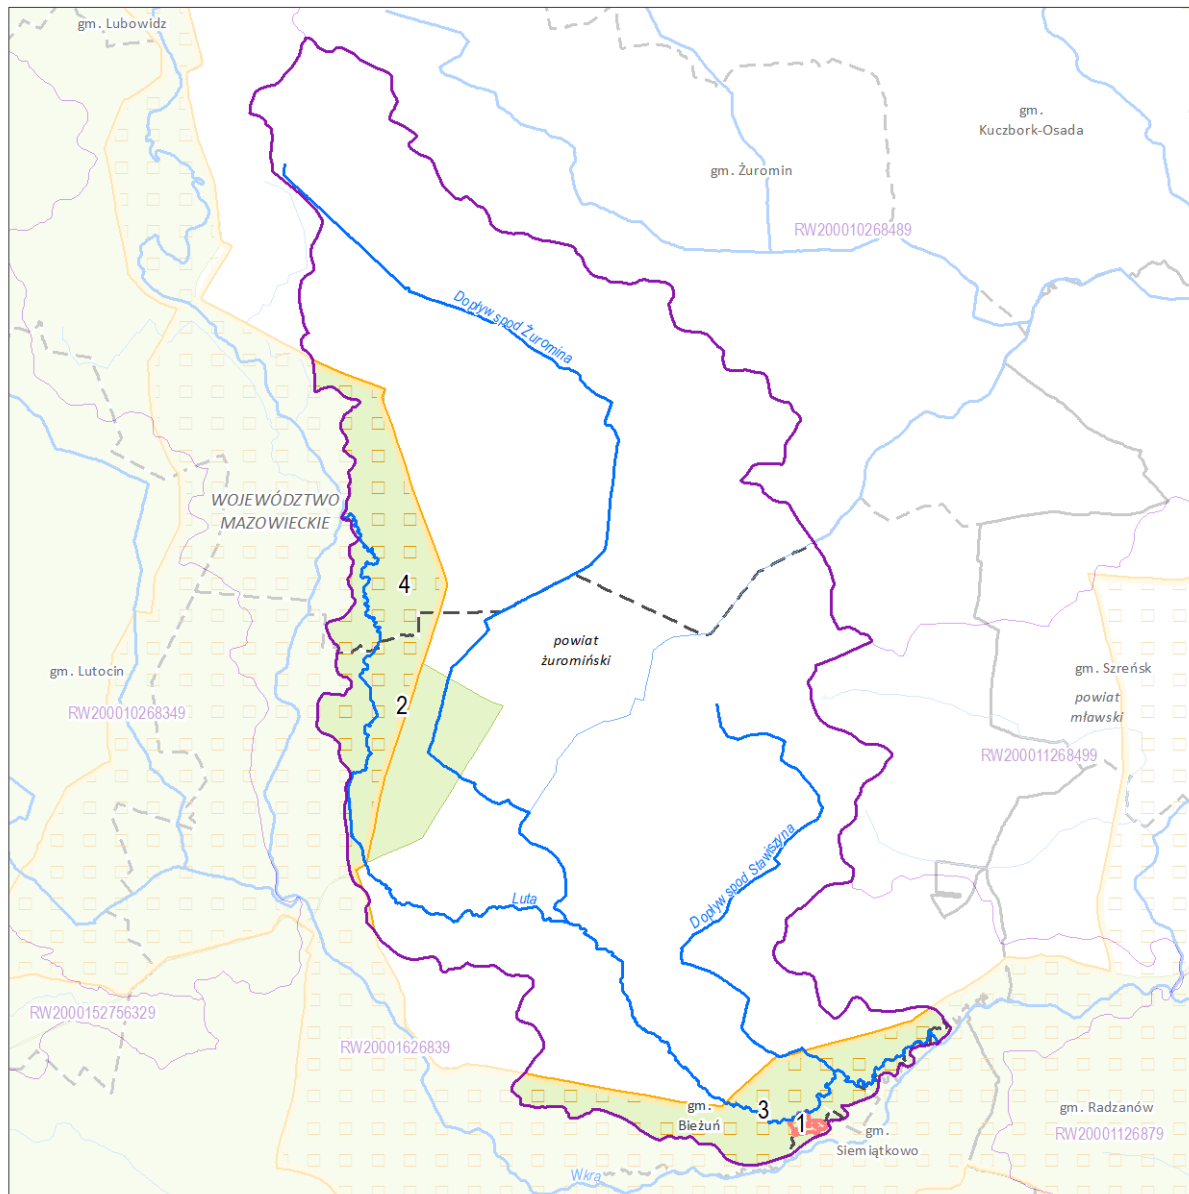 gm. Lubowidz
gm.
Kuczbork-Osada
gm. Żuromin
RW200010268489
Dopływ spod Żuromina
WOJEWÓDZTWO
MAZOWIECKIE
4
powiat
żuromiński
gm. Lutocin
gm. Szreńsk
powiat
mławski
2
RW200010268349
RW200011268499
Dopływ spod Stawiszyna
Luta
RW2000152756329
RW20001626839
gm.
Bieżuń
3
1
gm. Radzanów
RW20001126879
gm.
Siemiątkowo
Wkra